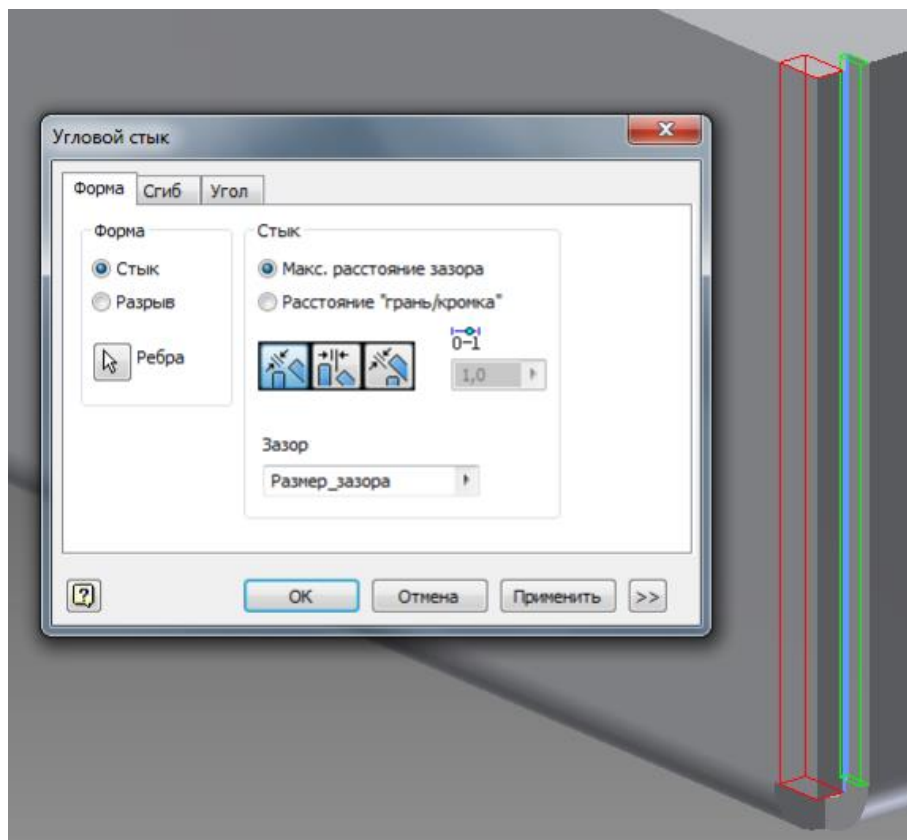 Угловой стык
Форма Сгиб Угол
Форма
Стык
Разрыв
Ребра
Стык
Макс. расстояние зазора
Расстояние "грань/кромка"
0-1
1,0
Зазор
Размер_зазора
ОК Отмена Применить >>